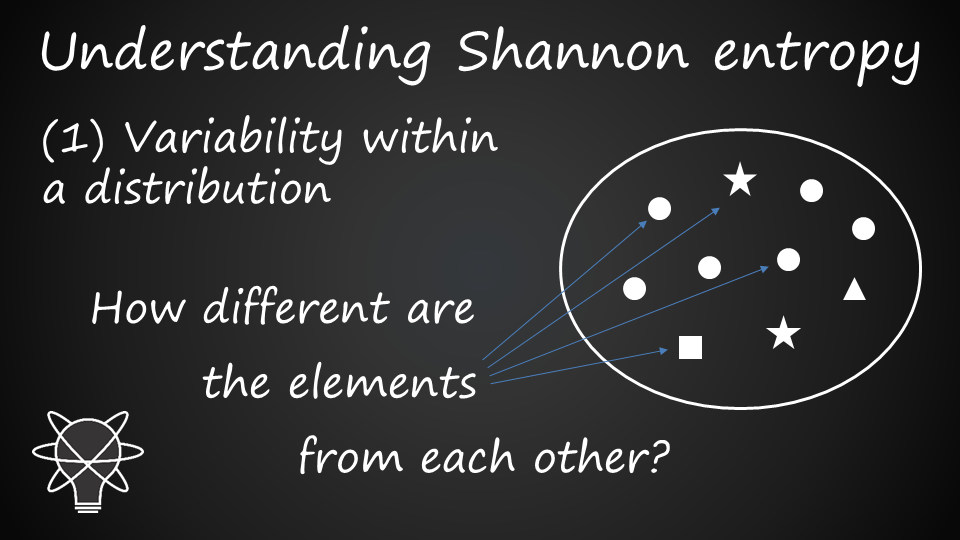 Understanding Shannon entropy
(1) Variability within
a distribution
How different are
the elements
from each other?